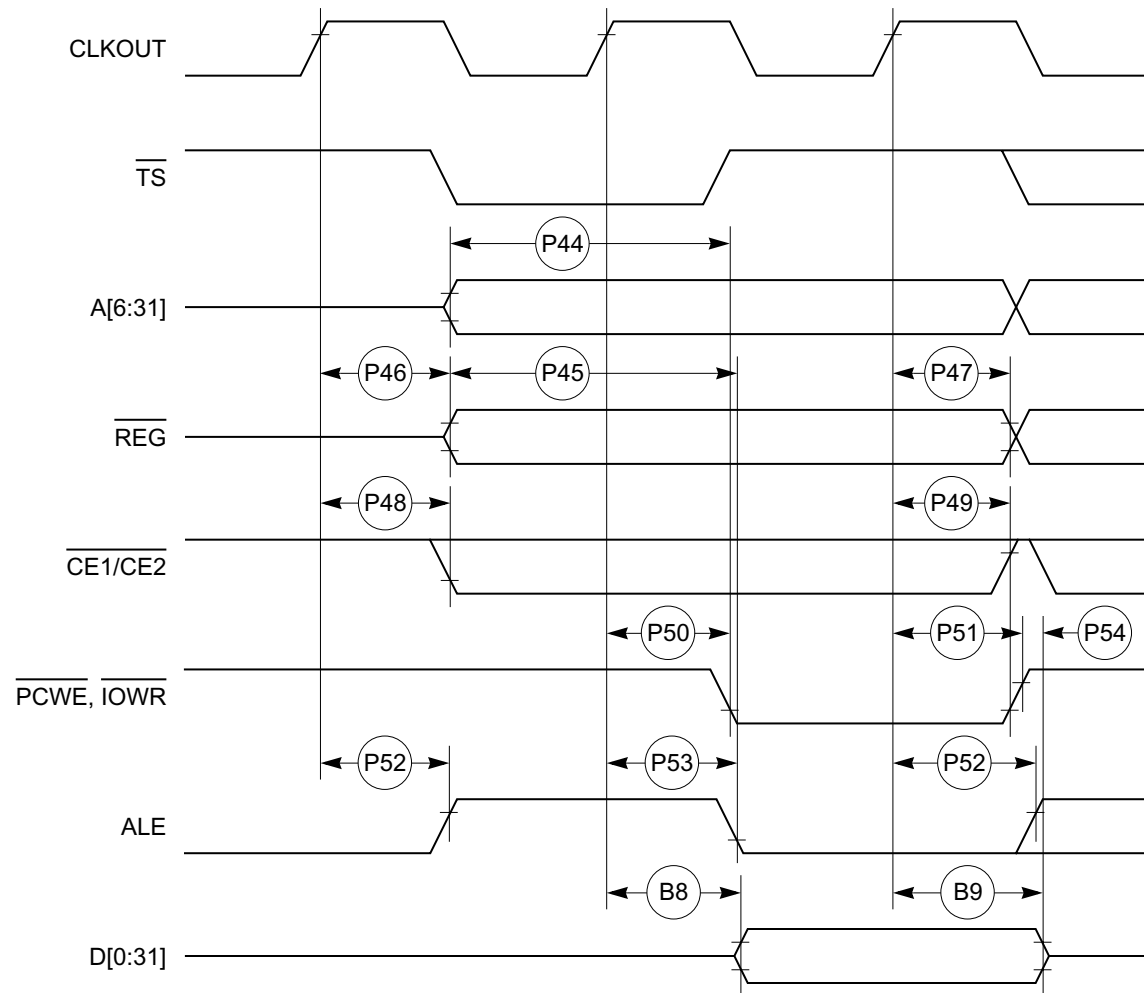 CLKOUT
TS
P44
A[6:31]
P46 P45 P47
REG
P48 P49
CE1/CE2
P50 P51 P54
PCWE, IOWR
P52 P53 P52
ALE
B8 B9
D[0:31]